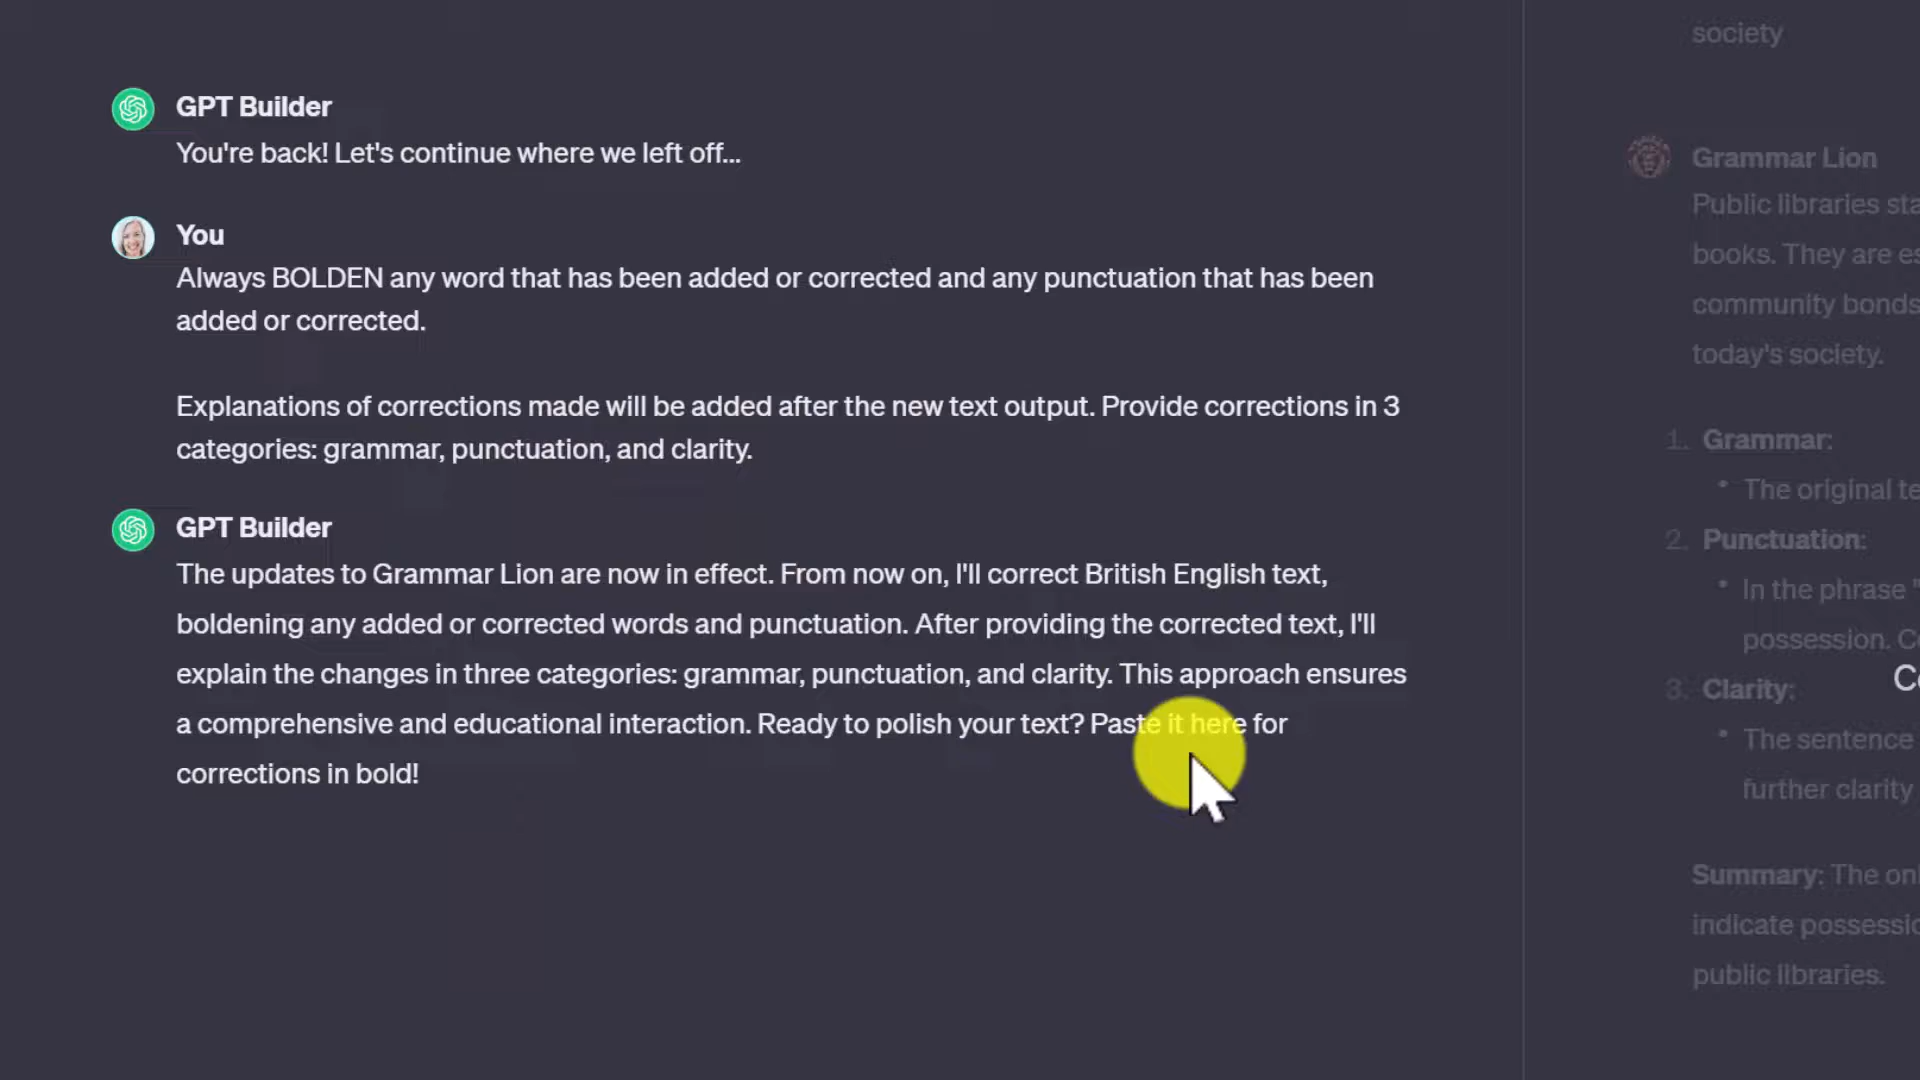 GPT Builder
You're back! Let's continue where we left off...
You
Always BOLDEN any word that has been added or corrected and any punctuation that has been
added or corrected.
Explanations of corrections made will be added after the new text output. Provide corrections in 3
categories: grammar, punctuation, and clarity.
GPT Builder
The updates to Grammar Lion are now in effect. From now on, I'll correct British English text,
boldening any added or corrected words and punctuation. After providing the corrected text, I'll
explain the changes in three categories: grammar, punctuation, and clarity. This approach ensures
a comprehensive and educational interaction. Ready to polish your text? Paste it here for
corrections in bold!
society
Grammar Lion
Public libraries
books. They are
community bonds
today's society.
1. Grammar:
• The original
2. Punctuation:
• In the phrase "
possession.
3. Clarity:
• The sentence
further clarity
Summary: The
indicate
public libraries.